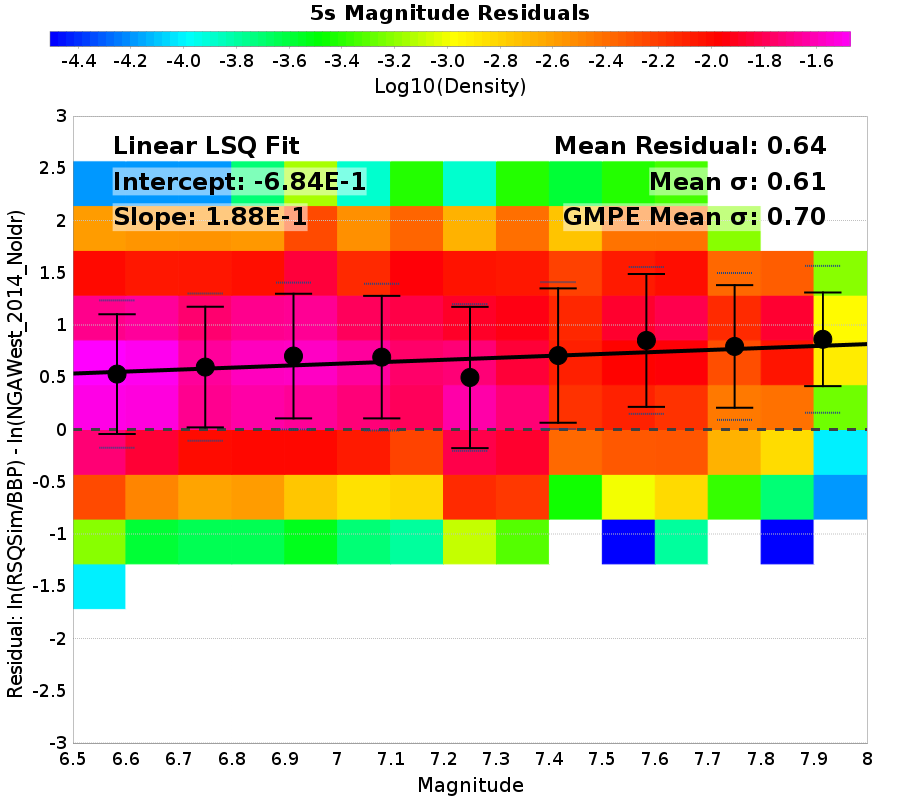 5s Magnitude Residuals
-4.4 -4.2 -4.0 -3.8 -3.6 -3.4 -3.2 -3.0 -2.8 -2.6 -2.4 -2.2 -2.0 -1.8 -1.6
Log10(Density)
Linear LSQ Fit
Intercept: -6.84E-1
Slope: 1.88E-1
Mean Residual: 0.64
Mean σ: 0.61
GMPE Mean σ: 0.70
Residual: ln(RSQSim/BBP) - ln(NGAWest_2014_NoIdr)
3
2.5
2
1.5
1
0.5
0
-0.5
-1
-1.5
-2
-2.5
-3
6.5 6.6 6.7 6.8 6.9 7 7.1 7.2 7.3 7.4 7.5 7.6 7.7 7.8 7.9 8
Magnitude